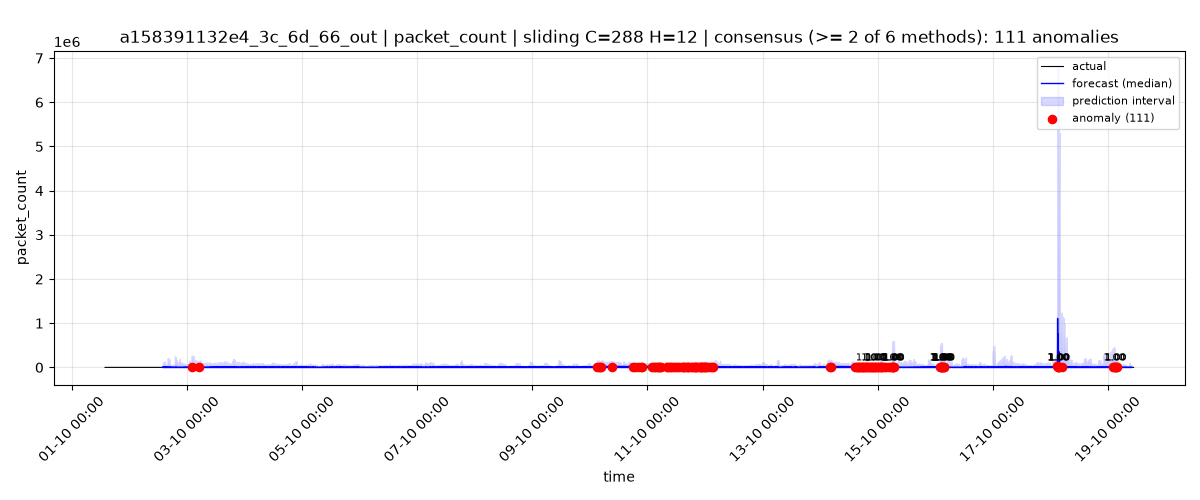 a158391132e4_3c_6d_66_out | packet_count | sliding C=288 H=12 | consensus (>= 2 of 6 methods): 111 anomalies
1e6
7
6
5
4
3
2
1
0
packet_count
actual
forecast (median)
prediction interval
anomaly (111)
1.00
1.00
01-10 00:00
03-10 00:00
05-10 00:00
07-10 00:00
09-10 00:00
11-10 00:00
13-10 00:00
15-10 00:00
17-10 00:00
19-10 00:00
time